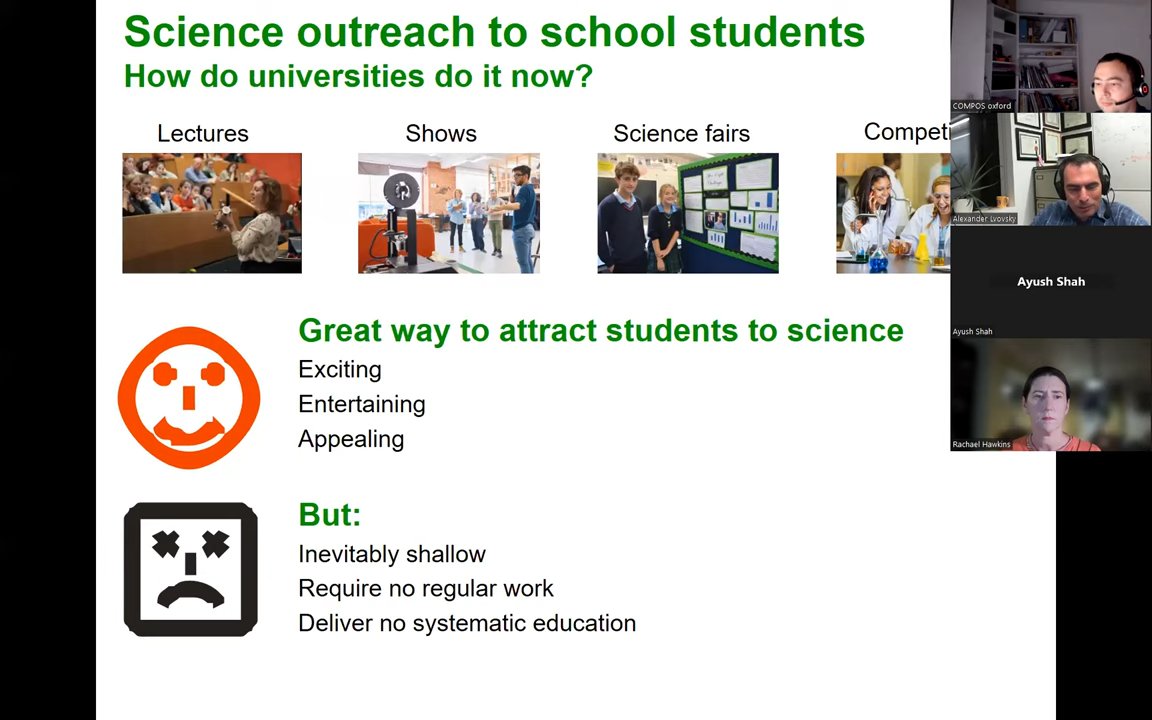 Science outreach to school students
How do universities do it now?
Lectures
Shows
Science fairs
Compet
Great way to attract students to science
Exciting
Entertaining
Appealing
But:
Inevitably shallow
Require no regular work
Deliver no systematic education
COMPOS oxford
Alexander Lvovsky
Ayush Shah
Ayush Shah
Rachael Hawkins